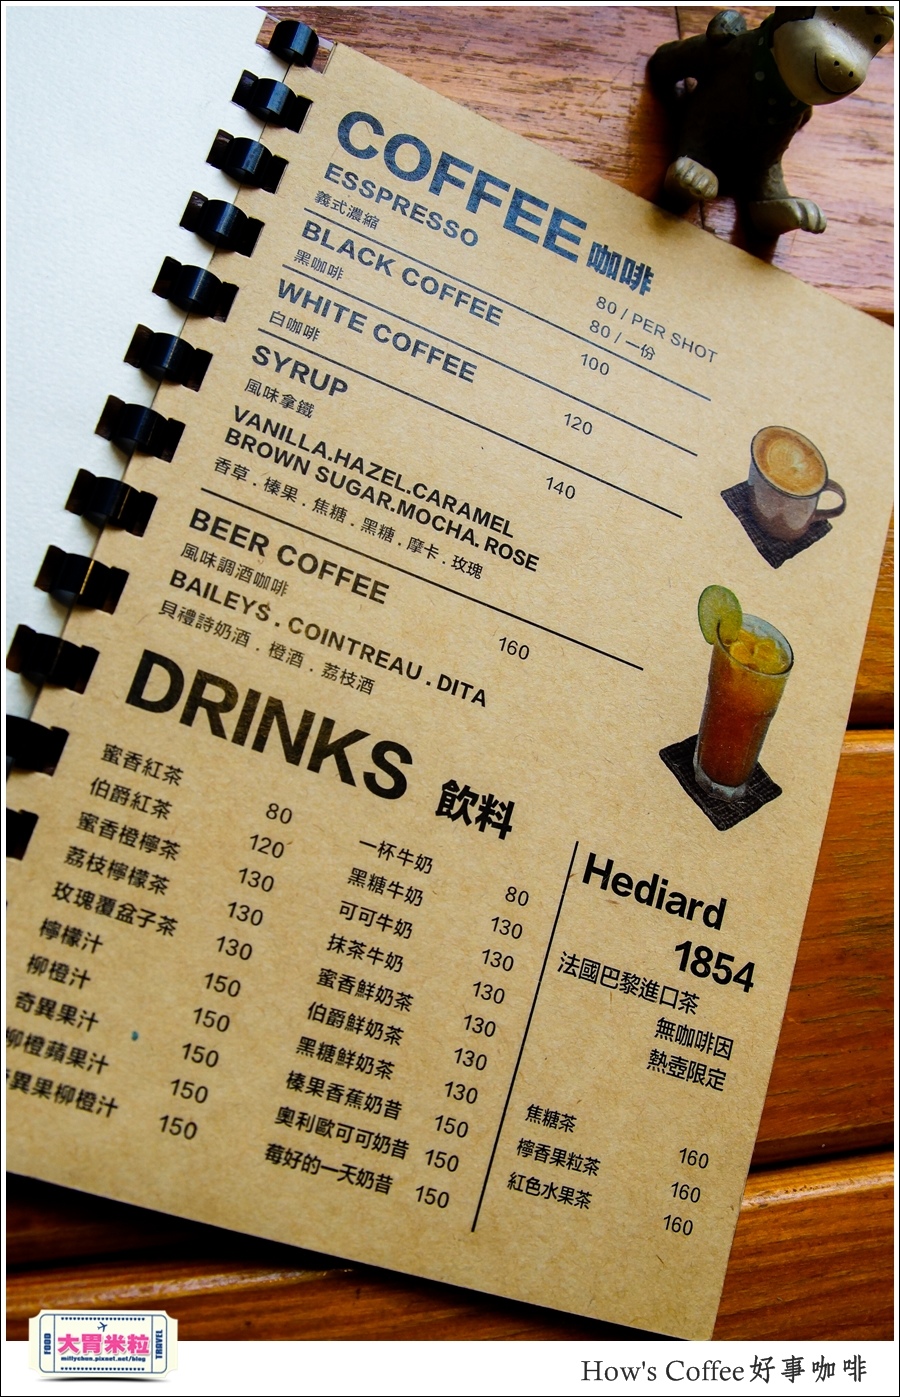 COFFEE 咖啡
ESSPRESSO 80 / PER SHOT
義式濃縮 80 / 一份
BLACK COFFEE 100
黑咖啡
WHITE COFFEE 120
白咖啡
SYRUP 140
風味拿鐵
VANILLA.HAZEL.CARAMEL
BROWN SUGAR.MOCHA.ROSE
香草.榛果.焦糖.黑糖.摩卡.玫瑰
BEER COFFEE 160
風味調酒咖啡
BAILEYS.COINTREAU.DITA
貝禮詩奶酒.橙酒.荔枝酒
DRINKS 飲料
蜜香紅茶 80
伯爵紅茶 120
蜜香橙檸茶 130
荔枝檸檬茶 130
玫瑰覆盆子茶 130
檸檬汁 150
柳橙汁 150
奇異果汁 150
柳橙蘋果汁 150
異果柳橙汁 150
一杯牛奶 80
黑糖牛奶 130
可可牛奶 130
抹茶牛奶 130
蜜香鮮奶茶 130
伯爵鮮奶茶 130
黑糖鮮奶茶 130
榛果香蕉奶昔 150
奧利歐可可奶昔 150
莓好的一天奶昔 150
Hediard
1854
法國巴黎進口茶
無咖啡因
熱壺限定
焦糖茶 160
檸香果粒茶 160
紅色水果茶 160
FOOD 大胃米粒 TRAVEL
millychun.pixnet.net/blog
How's Coffee好事咖啡